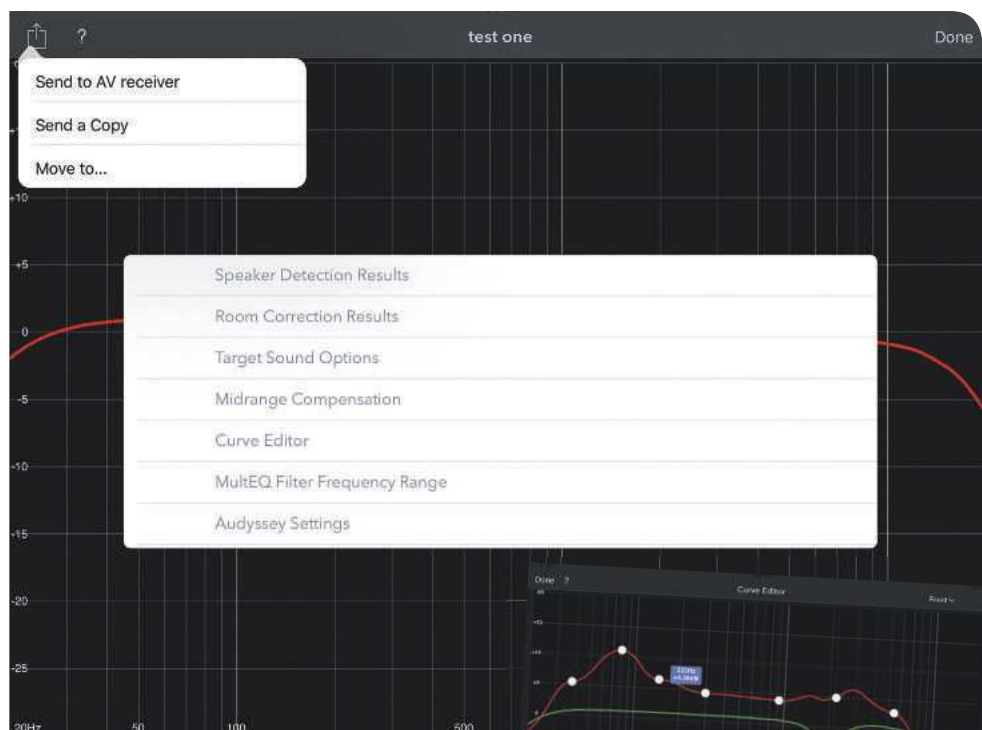 ? test one Done
Send to AV receiver
Send a Copy
Move to...
+10
+5
Speaker Detection Results
Room Correction Results
0
Target Sound Options
-5
Midrange Compensation
Curve Editor
-10
MultEQ Filter Frequency Range
-15
Audyssey Settings
Done ? Curve Editor
-20
-25
20Hz 50 100 500